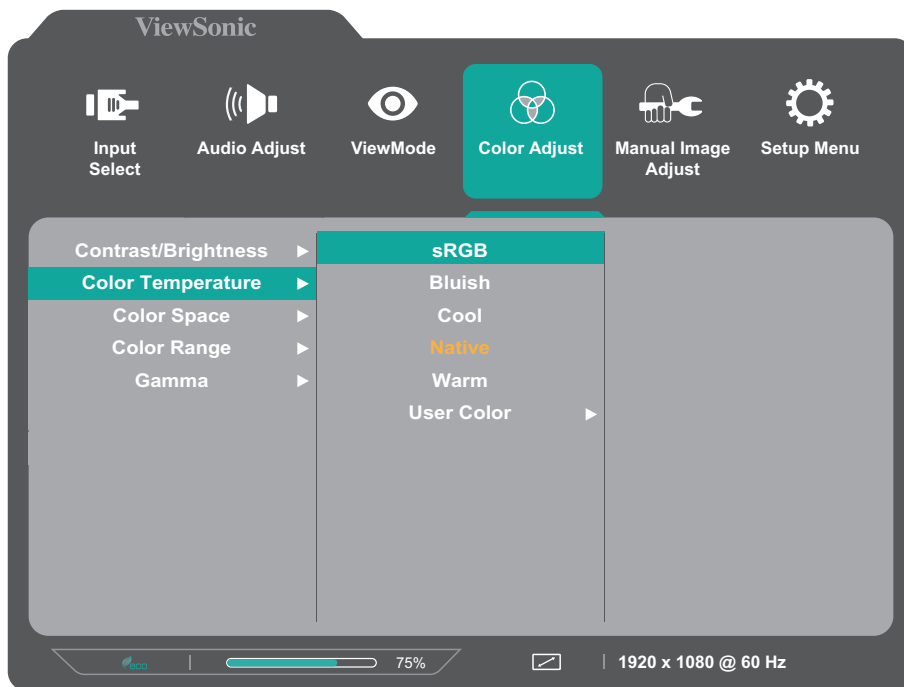 ViewSonic
Input
Select
Audio Adjust
ViewMode
Color Adjust
Manual Image
Adjust
Setup Menu
Contrast/Brightness
Color Temperature
Color Space
Color Range
Gamma
sRGB
Bluish
Cool
Native
Warm
User Color
eco
75%
1920 x 1080 @ 60 Hz